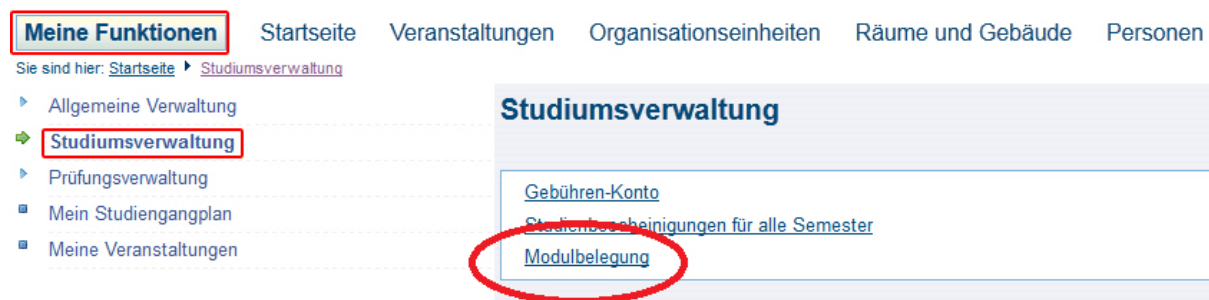 Meine Funktionen Startseite Veranstaltungen Organisationseinheiten Räume und Gebäude Personen
Sie sind hier: Startseite Studiumsverwaltung
Allgemeine Verwaltung
Studiumsverwaltung
Prüfungsverwaltung
Mein Studiengangplan
Meine Veranstaltungen
Studiumsverwaltung
Gebühren-Konto
Studienbescheinigungen für alle Semester
Modulbelegung